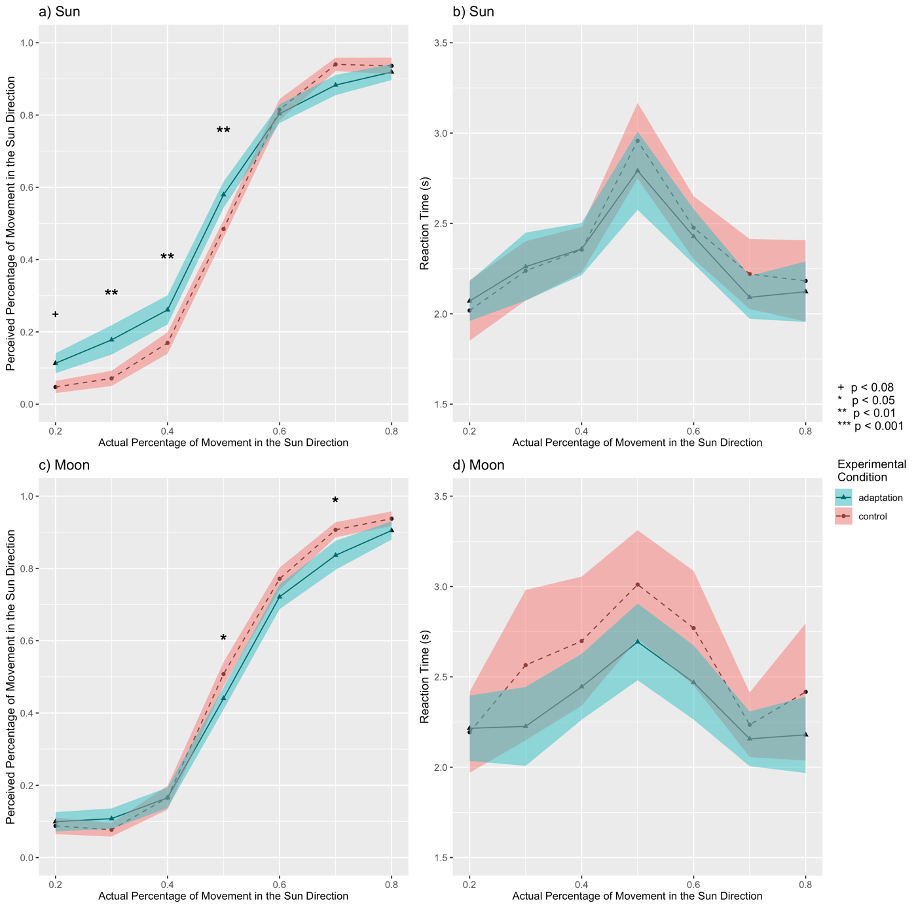 a) Sun
Perceived Percentage of Movement in the Sun Direction
1.0
0.8
0.6
0.4
0.2
0.0
+
**
**
**
0.2 0.4 0.6 0.8
Actual Percentage of Movement in the Sun Direction
b) Sun
Reaction Time (s)
3.5
3.0
2.5
2.0
1.5
0.2 0.4 0.6 0.8
Actual Percentage of Movement in the Sun Direction
+ p < 0.08
* p < 0.05
** p < 0.01
*** p < 0.001
Experimental
Condition
adaptation
control
c) Moon
Perceived Percentage of Movement in the Sun Direction
1.0
0.8
0.6
0.4
0.2
0.0
*
*
0.2 0.4 0.6 0.8
Actual Percentage of Movement in the Sun Direction
d) Moon
Reaction Time (s)
3.5
3.0
2.5
2.0
1.5
0.2 0.4 0.6 0.8
Actual Percentage of Movement in the Sun Direction